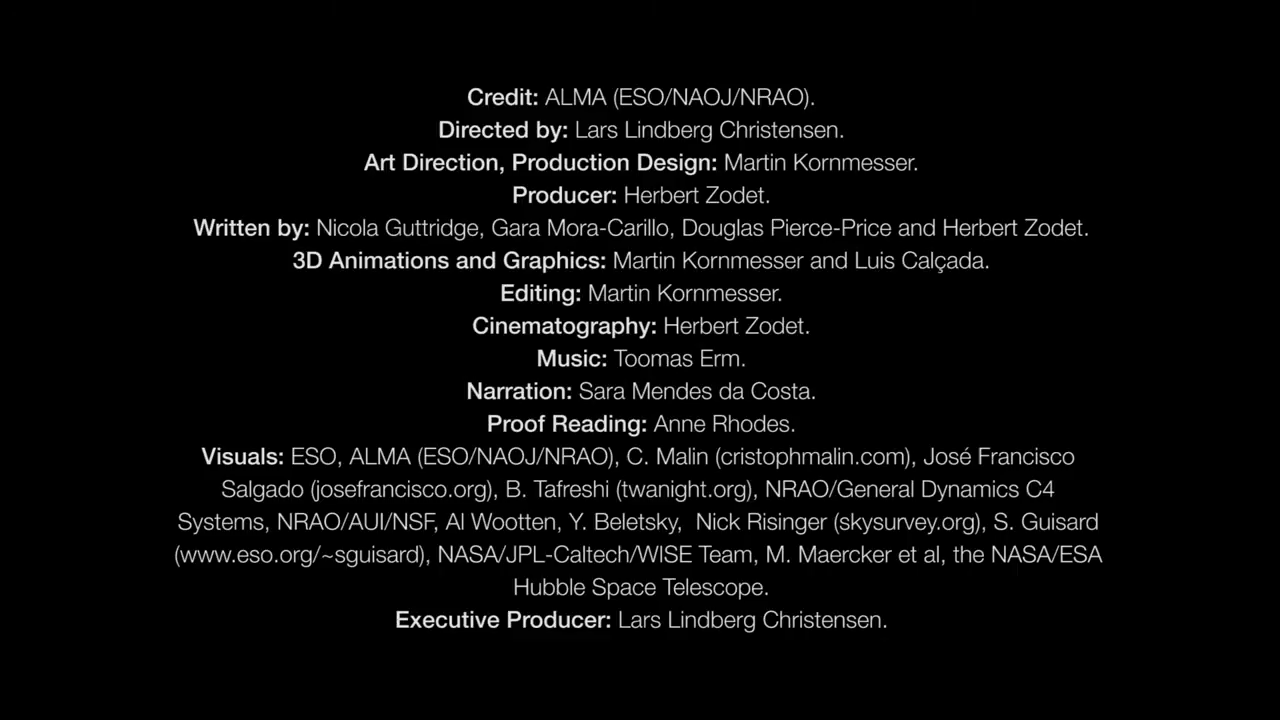 Credit: ALMA (ESO/NAOJ/NRAO).
Directed by: Lars Lindberg Christensen.
Art Direction, Production Design: Martin Kornmesser.
Producer: Herbert Zodet.
Written by: Nicola Guttridge, Gara Mora-Carillo, Douglas Pierce-Price and Herbert Zodet.
3D Animations and Graphics: Martin Kornmesser and Luis Calçada.
Editing: Martin Kornmesser.
Cinematography: Herbert Zodet.
Music: Toomas Erm.
Narration: Sara Mendes da Costa.
Proof Reading: Anne Rhodes.
Visuals: ESO, ALMA (ESO/NAOJ/NRAO), C. Malin (cristophmalin.com), José Francisco
Salgado (josefrancisco.org), B. Tafreshi (twanight.org), NRAO/General Dynamics C4
Systems, NRAO/AUI/NSF, Al Wootten, Y. Beletsky,  Nick Risinger (skysurvey.org), S. Guisard
(www.eso.org/~sguisard), NASA/JPL-Caltech/WISE Team, M. Maercker et al, the NASA/ESA
Hubble Space Telescope.
Executive Producer: Lars Lindberg Christensen.